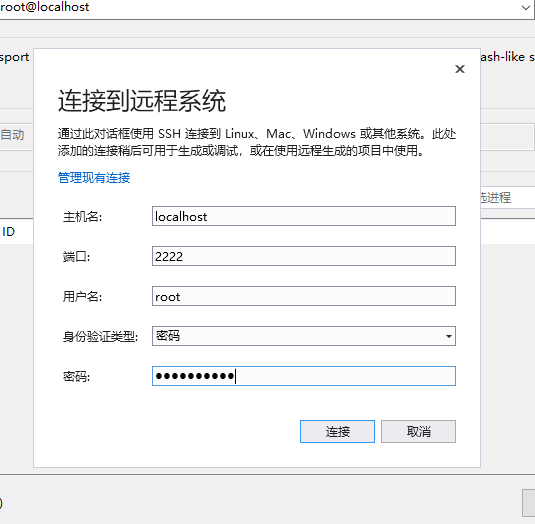 root@localhost
sport
ash-like s
连接到远程系统
自动
通过此对话框使用 SSH 连接到 Linux、Mac、Windows 或其他系统。此处
添加的连接稍后可用于生成或调试，或在使用远程生成的项目中使用。
管理现有连接
选进程
主机名:
localhost
ID
端口:
2222
用户名:
root
身份验证类型:
密码
密码:
●●●●●●●●●●
连接
取消
)